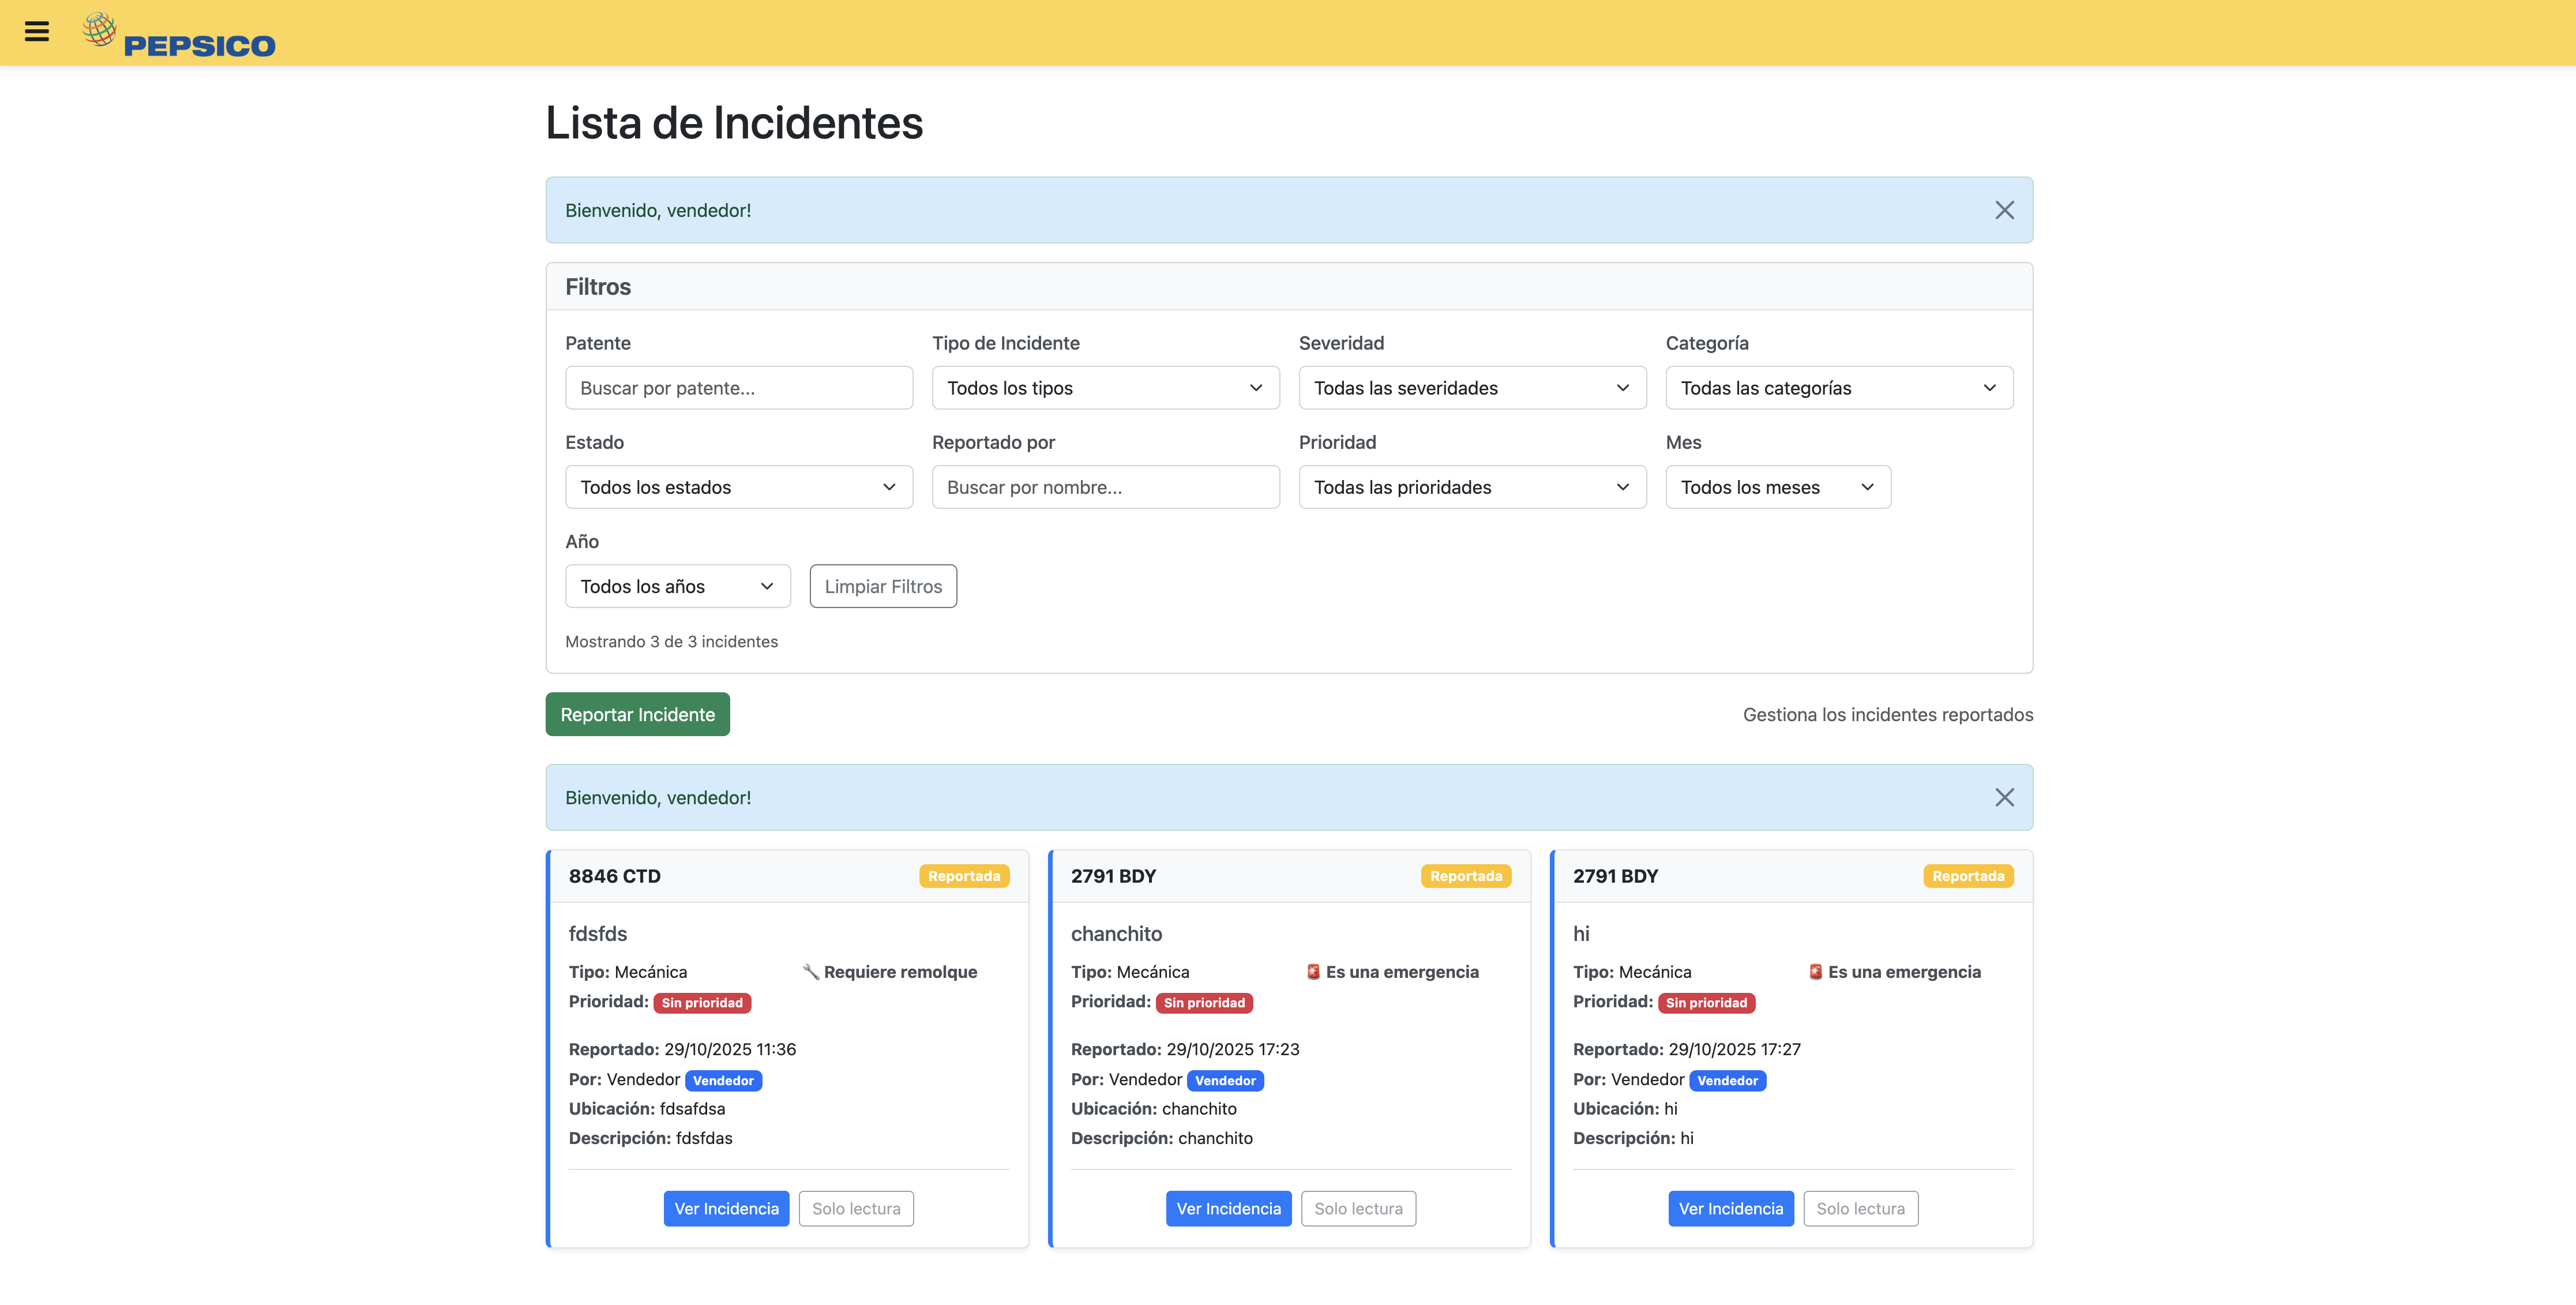 PEPSICO
Lista de Incidentes
Bienvenido, vendedor!
Filtros
Patente Tipo de Incidente Severidad Categoría
Buscar por patente... Todos los tipos Todas las severidades Todas las categorías
Estado Reportado por Prioridad Mes
Todos los estados Buscar por nombre... Todas las prioridades Todos los meses
Año
Todos los años Limpiar Filtros
Mostrando 3 de 3 incidentes
Reportar Incidente Gestiona los incidentes reportados
Bienvenido, vendedor!
8846 CTD Reportada
fdsfds
Tipo: Mecánica Requiere remolque
Prioridad: Sin prioridad
Reportado: 29/10/2025 11:36
Por: Vendedor Vendedor
Ubicación: fdsafdsa
Descripción: fdsfdas
Ver Incidencia Solo lectura
2791 BDY Reportada
chanchito
Tipo: Mecánica Es una emergencia
Prioridad: Sin prioridad
Reportado: 29/10/2025 17:23
Por: Vendedor Vendedor
Ubicación: chanchito
Descripción: chanchito
Ver Incidencia Solo lectura
2791 BDY Reportada
hi
Tipo: Mecánica Es una emergencia
Prioridad: Sin prioridad
Reportado: 29/10/2025 17:27
Por: Vendedor Vendedor
Ubicación: hi
Descripción: hi
Ver Incidencia Solo lectura